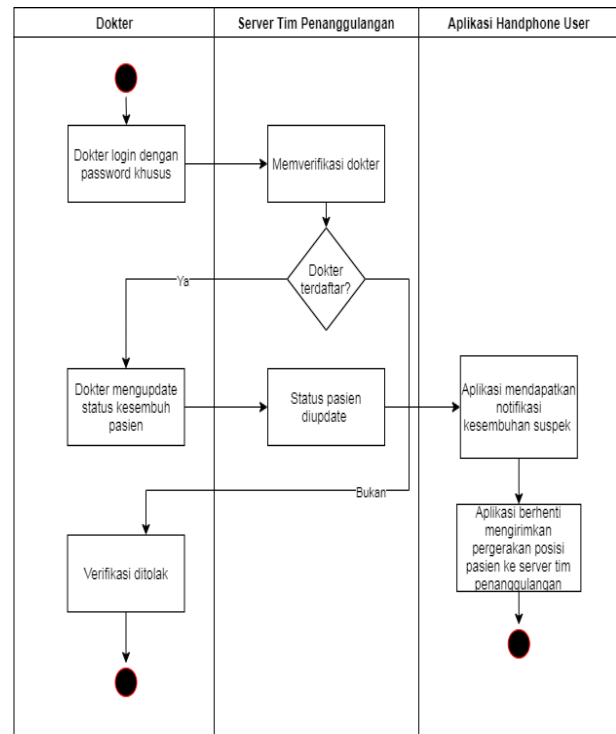 Dokter
Server Tim Penanggulangan
Aplikasi Handphone User
Dokter login dengan
password khusus
Memverifikasi dokter
Dokter
terdaftar?
Ya
Dokter mengupdate
status kesembuh
pasien
Status pasien
diupdate
Aplikasi mendapatkan
notifikasi
kesembuhan suspek
Bukan
Verifikasi ditolak
Aplikasi berhenti
mengirimkan
pergerakan posisi
pasien ke server tim
penanggulangan